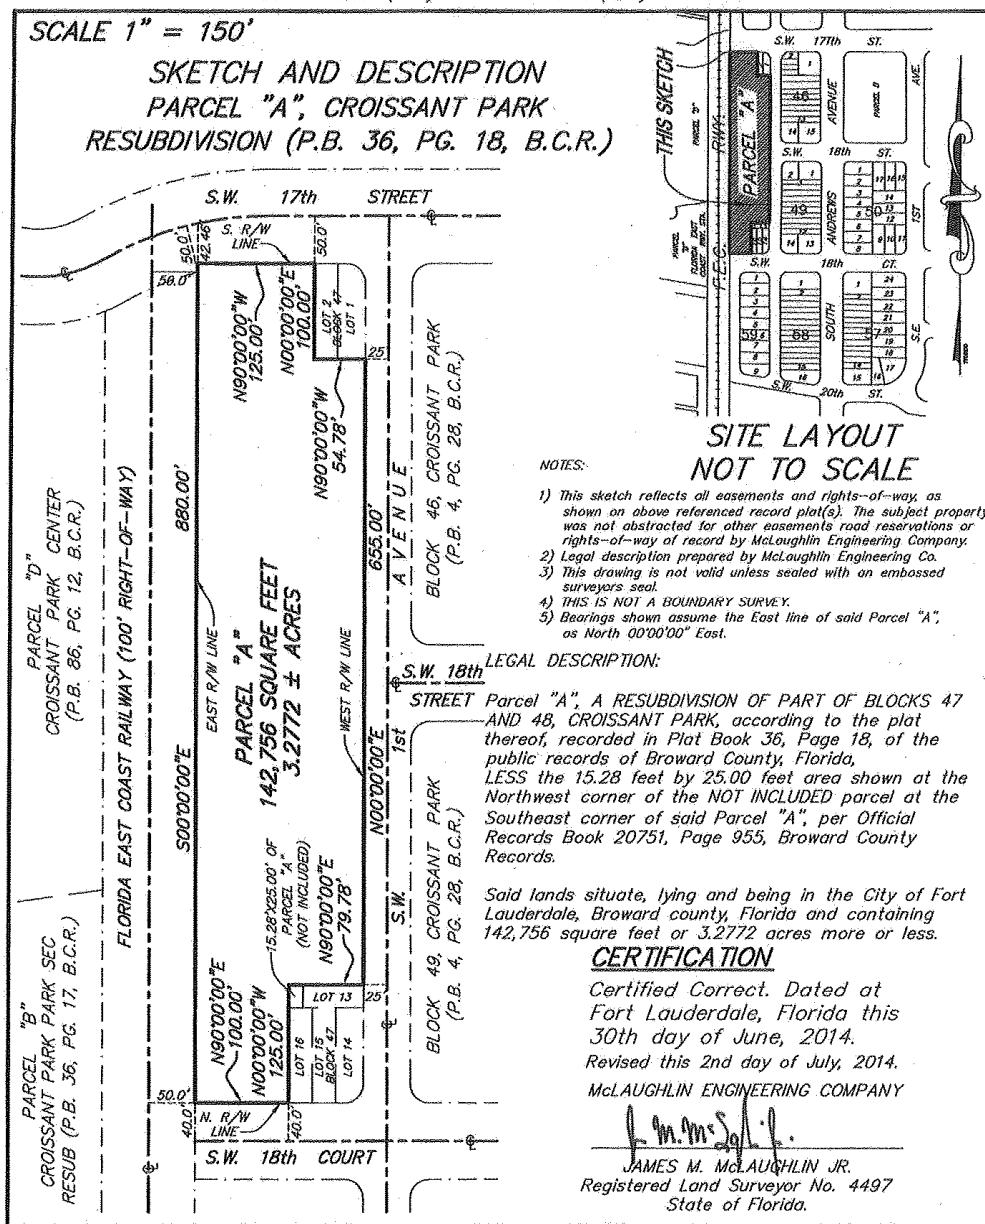 SCALE 1" = 150'
SKETCH AND DESCRIPTION
PARCEL "A", CROISSANT PARK
RESUBDIVISION (P.B. 36, PG. 18, B.C.R.)
S.W. 17th STREET
S. R/W
LINE
50.0'
42.46'
50.0'
50.0'
N90°00'00"W
125.00'
N00°00'00"E
100.00'
LOT 2
BLOCK 47
LOT 1
25
N90°00'00"W
54.78'
880.00'
655.00'
AVENUE
BLOCK 46, CROISSANT PARK
(P.B. 4, PG. 28, B.C.R.)
PARCEL "D"
CROISSANT PARK CENTER
(P.B. 86, PG. 12, B.C.R.)
FLORIDA EAST COAST RAILWAY (100' RIGHT-OF-WAY)
EAST R/W LINE
PARCEL "A"
142,756 SQUARE FEET
3.2772 ± ACRES
WEST R/W LINE
S.W. 18th
STREET
S00°00'00"E
N00°00'00"E
1st
S.W.
BLOCK 49, CROISSANT PARK
(P.B. 4, PG. 28, B.C.R.)
15.28'X25.00' OF
PARCEL "A"
(NOT INCLUDED)
N90°00'00"E
79.78'
LOT 13
25
LOT 16
LOT 15
BLOCK 47
LOT 14
N90°00'00"E
100.00'
N00°00'00"W
125.00'
PARCEL "B"
CROISSANT PARK PARK SEC
RESUB (P.B. 36, PG. 17, B.C.R.)
50.0'
40.0'
N. R/W
LINE
40.0'
S.W. 18th COURT
THIS SKETCH
S.W. 17Th ST.
PARCEL "D"
RWY.
PARCEL "A"
46
AVENUE
PARCEL B
AVE.
S.W. 18th ST.
49
ANDREWS
50
1ST
PARCEL "B"
FLORIDA EAST
COAST RWY. STA.
F.E.C.
S.W. 18th CT.
59
68
SOUTH
57
S.E.
S.W. 20th ST.
SITE LAYOUT
NOT TO SCALE
NOTES:
1) This sketch reflects all easements and rights-of-way, as
shown on above referenced record plat(s). The subject property
was not abstracted for other easements road reservations or
rights-of-way of record by McLaughlin Engineering Company.
2) Legal description prepared by McLaughlin Engineering Co.
3) This drawing is not valid unless sealed with an embossed
surveyors seal.
4) THIS IS NOT A BOUNDARY SURVEY.
5) Bearings shown assume the East line of said Parcel "A",
as North 00°00'00" East.
LEGAL DESCRIPTION:
Parcel "A", A RESUBDIVISION OF PART OF BLOCKS 47
AND 48, CROISSANT PARK, according to the plat
thereof, recorded in Plat Book 36, Page 18, of the
public records of Broward County, Florida,
LESS the 15.28 feet by 25.00 feet area shown at the
Northwest corner of the NOT INCLUDED parcel at the
Southeast corner of said Parcel "A", per Official
Records Book 20751, Page 955, Broward County
Records.
Said lands situate, lying and being in the City of Fort
Lauderdale, Broward county, Florida and containing
142,756 square feet or 3.2772 acres more or less.
CERTIFICATION
Certified Correct. Dated at
Fort Lauderdale, Florida this
30th day of June, 2014.
Revised this 2nd day of July, 2014.
McLAUGHLIN ENGINEERING COMPANY
JAMES M. McLAUGHLIN JR.
Registered Land Surveyor No. 4497
State of Florida.